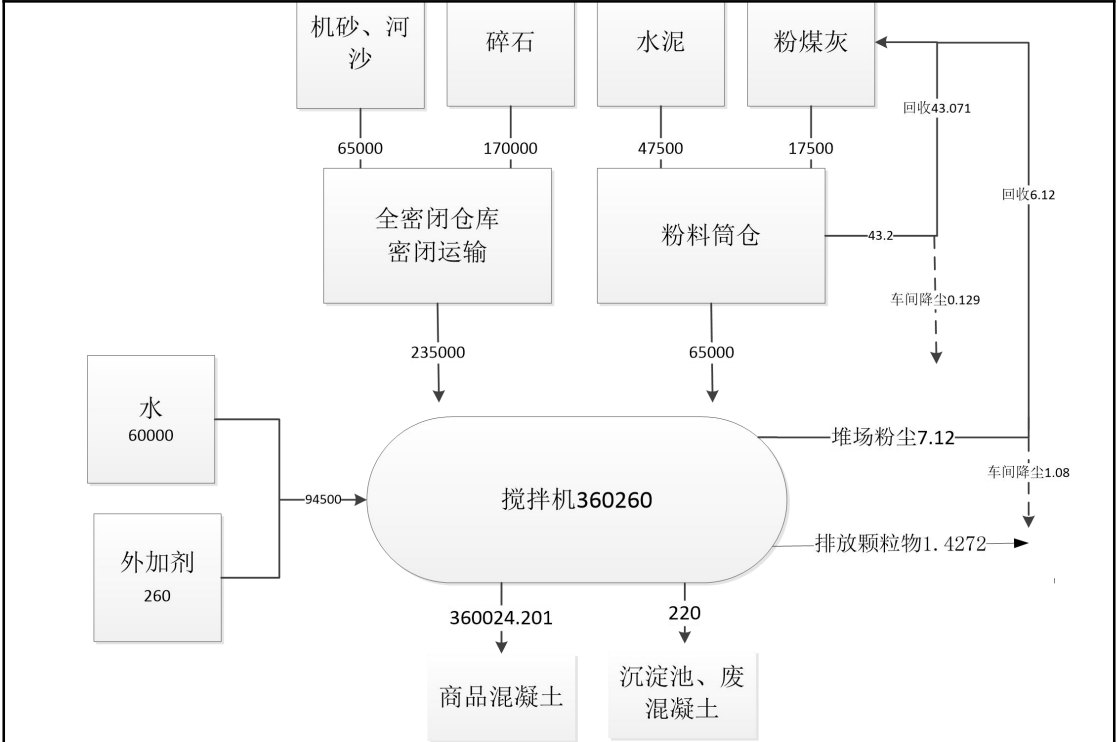 机砂、河
沙
碎石
水泥
粉煤灰
回收43.071
65000
170000
47500
17500
回收6.12
全密闭仓库
密闭运输
粉料筒仓
43.2
车间降尘0.129
235000
65000
水
60000
堆场粉尘7.12
车间降尘1.08
94500
搅拌机360260
排放颗粒物1.4272
外加剂
260
360024.201
220
商品混凝土
沉淀池、废
混凝土